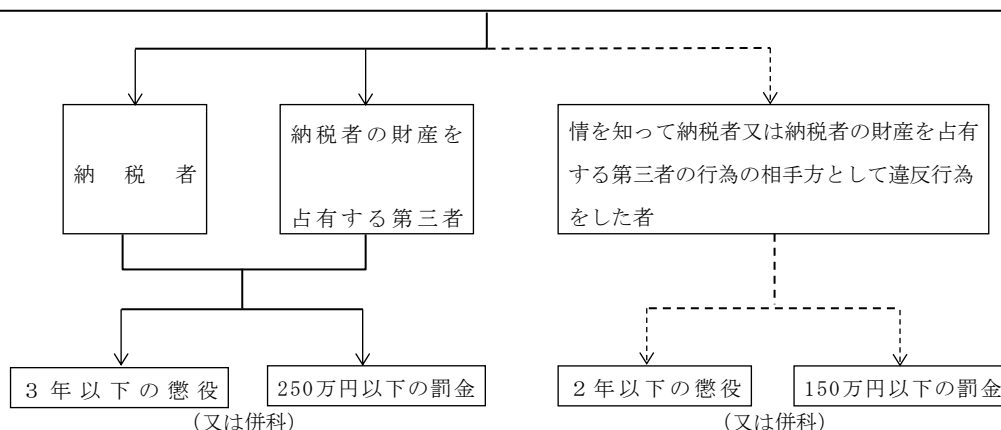 納税者
納税者の財産を
占有する第三者
情を知って納税者又は納税者の財産を占有
する第三者の行為の相手方として違反行為
をした者
3年以下の懲役
250万円以下の罰金
(又は併科)
2年以下の懲役
150万円以下の罰金
(又は併科)